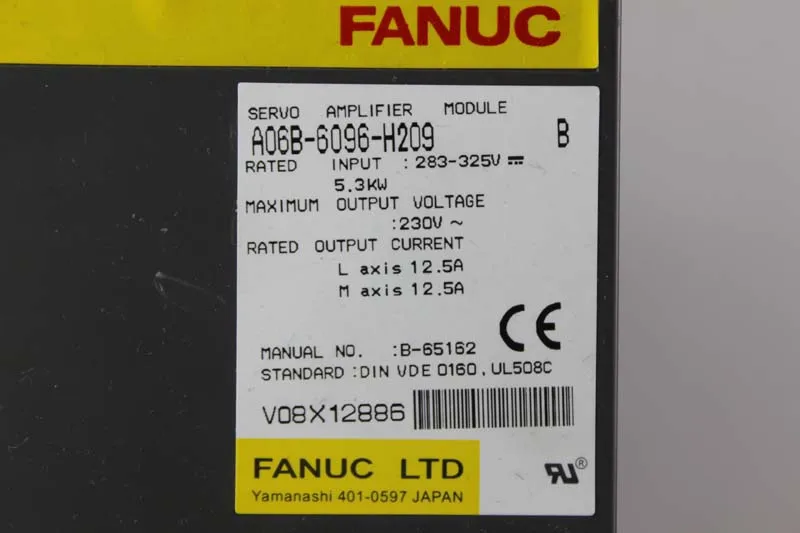 FANUC
SERVO AMPLIFIER MODULE
A06B-6096-H209 B
RATED INPUT :283-325V ⎓
5.3KW
MAXIMUM OUTPUT VOLTAGE
:230V ~
RATED OUTPUT CURRENT
L axis 12.5A
M axis 12.5A
CE
MANUAL NO. :B-65162
STANDARD :DIN VDE 0160, UL508C
V08X12886
FANUC LTD
Yamanashi 401-0597 JAPAN
RU®